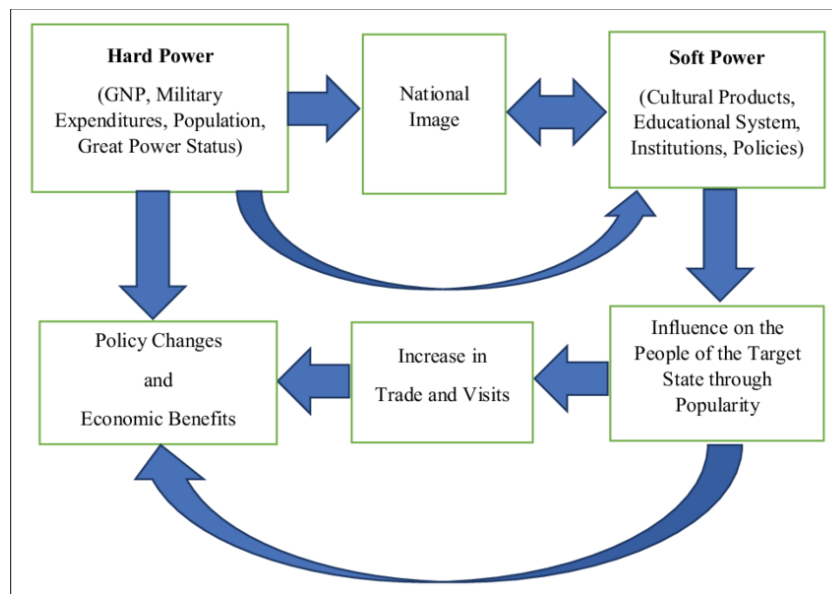 Hard Power
(GNP, Military
Expenditures, Population,
Great Power Status)
National
Image
Soft Power
(Cultural Products,
Educational System,
Institutions, Policies)
Policy Changes
and
Economic Benefits
Increase in
Trade and Visits
Influence on the
People of the Target
State through
Popularity